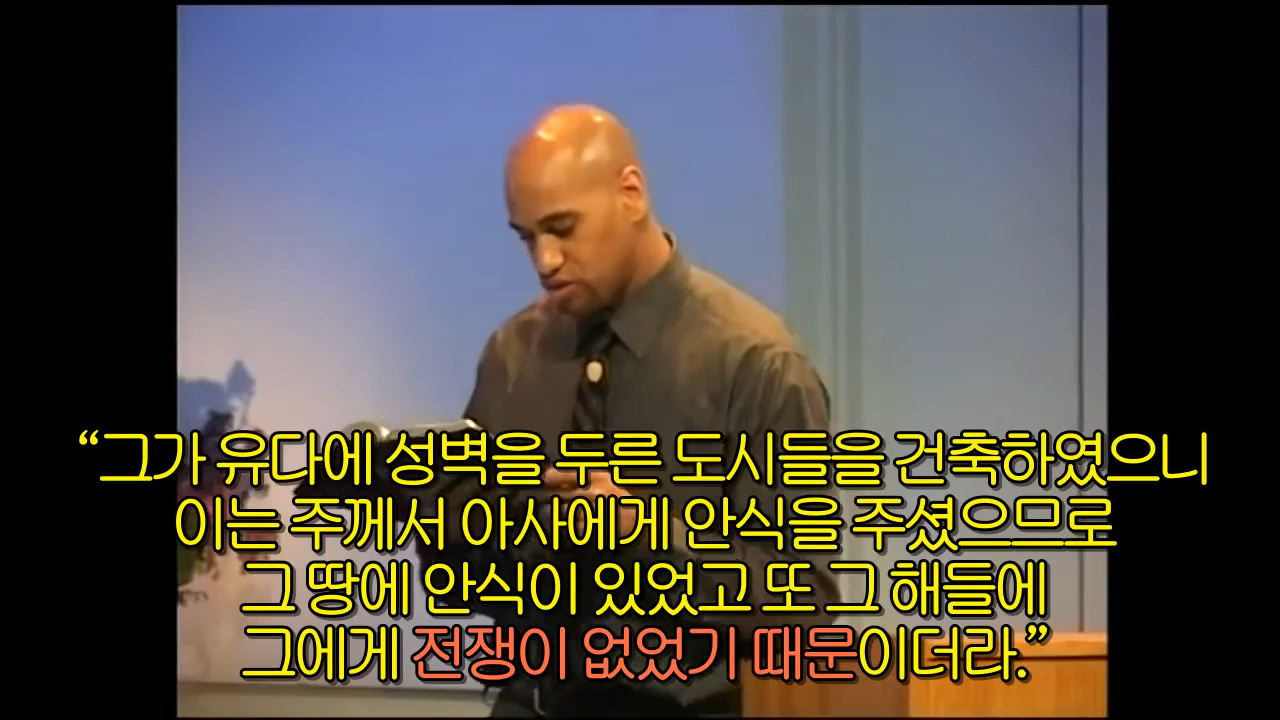 “그가 유다에 성벽을 두른 도시들을 건축하였으니
이는 주께서 아사에게 안식을 주셨으므로
그 땅에 안식이 있었고 또 그 해들에
그에게 전쟁이 없었기 때문이더라.”